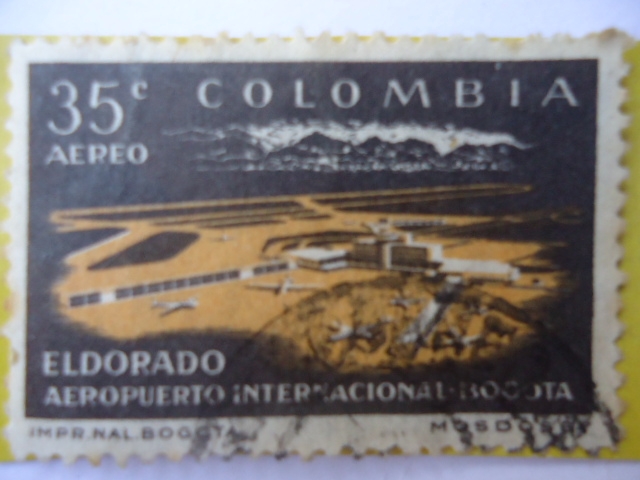 35c COLOMBIA
AEREO
ELDORADO
AEROPUERTO INTERNACIONAL-BOGOTA
IMPR.NAL.BOGOTA